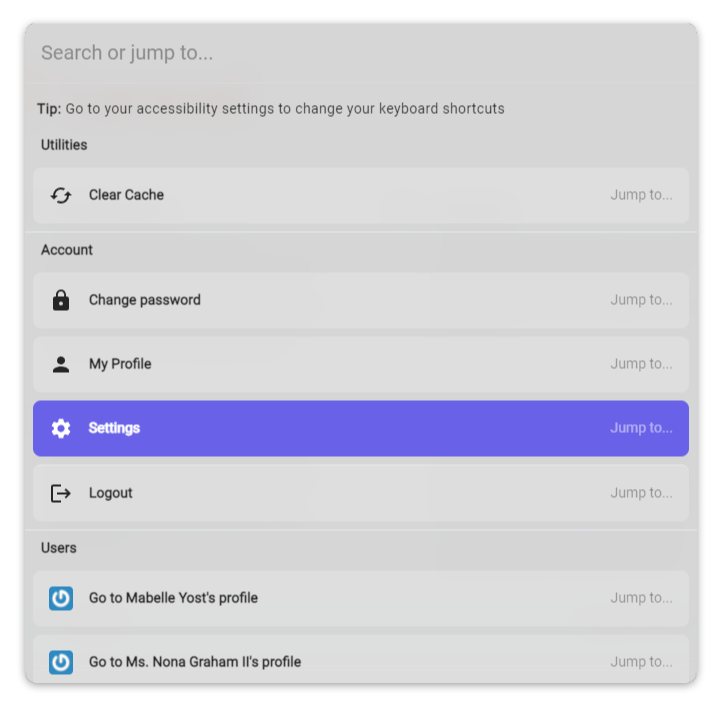 Search or jump to...
Tip: Go to your accessibility settings to change your keyboard shortcuts
Utilities
Clear Cache Jump to...
Account
Change password Jump to...
My Profile Jump to...
Settings Jump to...
Logout Jump to...
Users
Go to Mabelle Yost's profile Jump to...
Go to Ms. Nona Graham II's profile Jump to...